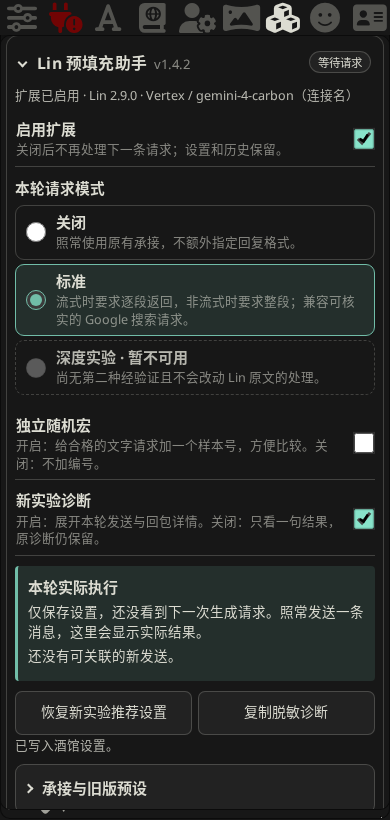 Lin 预填充助手 v1.4.2 等待请求
扩展已启用 · Lin 2.9.0 · Vertex / gemini-4-carbon（连接名）
启用扩展
关闭后不再处理下一条请求；设置和历史保留。
本轮请求模式
关闭
照常使用原有承接，不额外指定回复格式。
标准
流式时要求逐段返回，非流式时要求整段；兼容可核
实的 Google 搜索请求。
深度实验 · 暂不可用
尚无第二种经验证且不会改动 Lin 原文的处理。
独立随机宏
开启：给合格的文字请求加一个样本号，方便比较。关
闭：不加编号。
新实验诊断
开启：展开本轮发送与回包详情。关闭：只看一句结果，
原诊断仍保留。
本轮实际执行
仅保存设置，还没看到下一次生成请求。照常发送一条
消息，这里会显示实际结果。
还没有可关联的新发送。
恢复新实验推荐设置 复制脱敏诊断
已写入酒馆设置。
承接与旧版预设